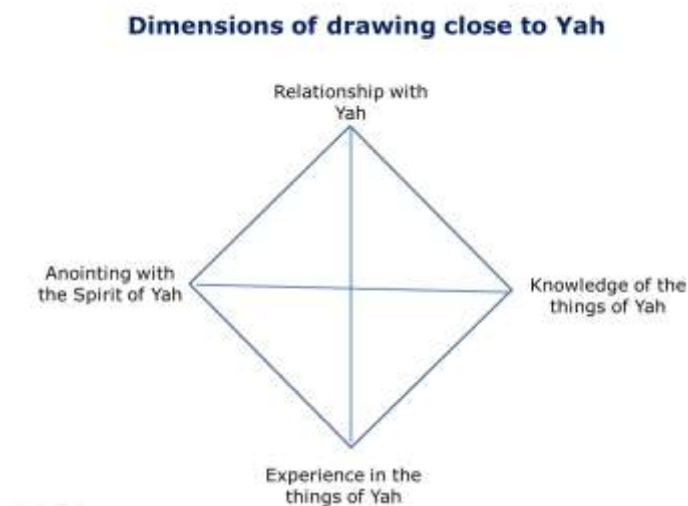 Dimensions of drawing close to Yah
Relationship with
Yah
Anointing with
the Spirit of Yah
Knowledge of the
things of Yah
Experience in the
things of Yah